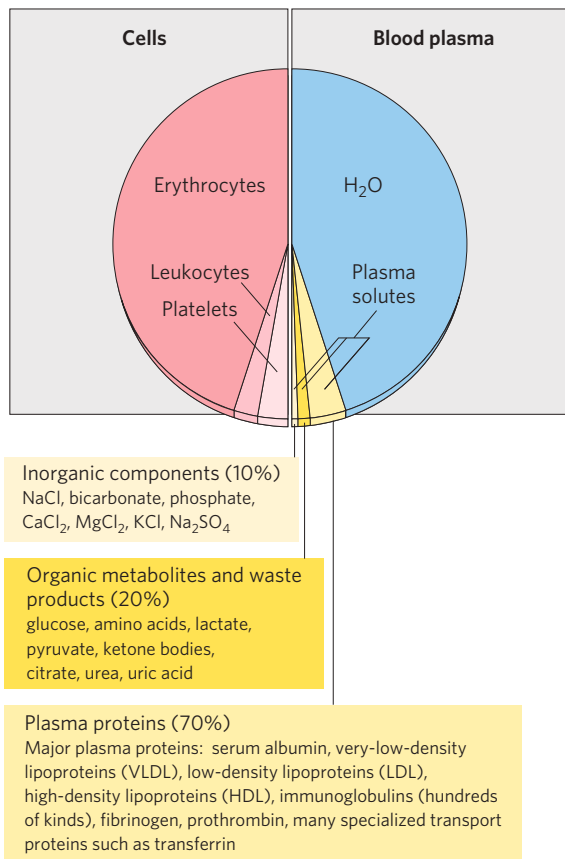 Cells
Blood plasma
Erythrocytes
H₂O
Leukocytes
Platelets
Plasma
solutes
Inorganic components (10%)
NaCl, bicarbonate, phosphate,
CaCl₂, MgCl₂, KCl, Na₂SO₄
Organic metabolites and waste
products (20%)
glucose, amino acids, lactate,
pyruvate, ketone bodies,
citrate, urea, uric acid
Plasma proteins (70%)
Major plasma proteins: serum albumin, very-low-density
lipoproteins (VLDL), low-density lipoproteins (LDL),
high-density lipoproteins (HDL), immunoglobulins (hundreds
of kinds), fibrinogen, prothrombin, many specialized transport
proteins such as transferrin